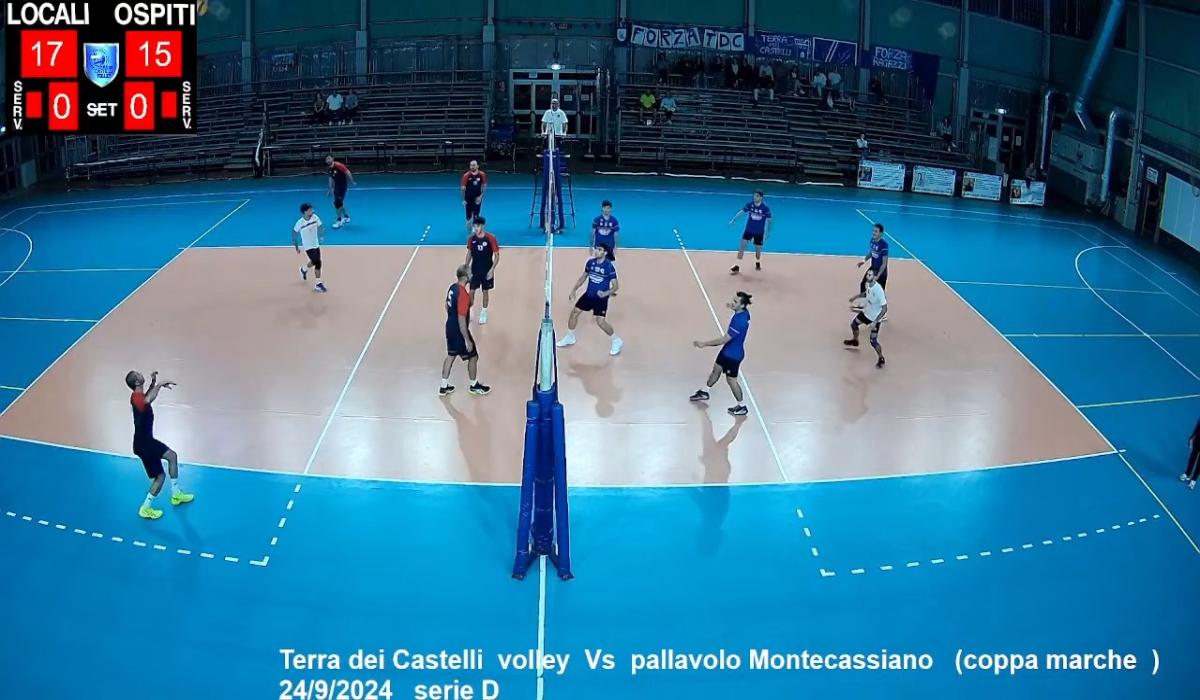 LOCALI OSPITI
17 15
SERV. 0 SET 0 SERV.
FORZA TDC
TERRA DEI
CASTELLI
FORZA
RAGAZZI
Terra dei Castelli volley Vs pallavolo Montecassiano (coppa marche )
24/9/2024 serie D